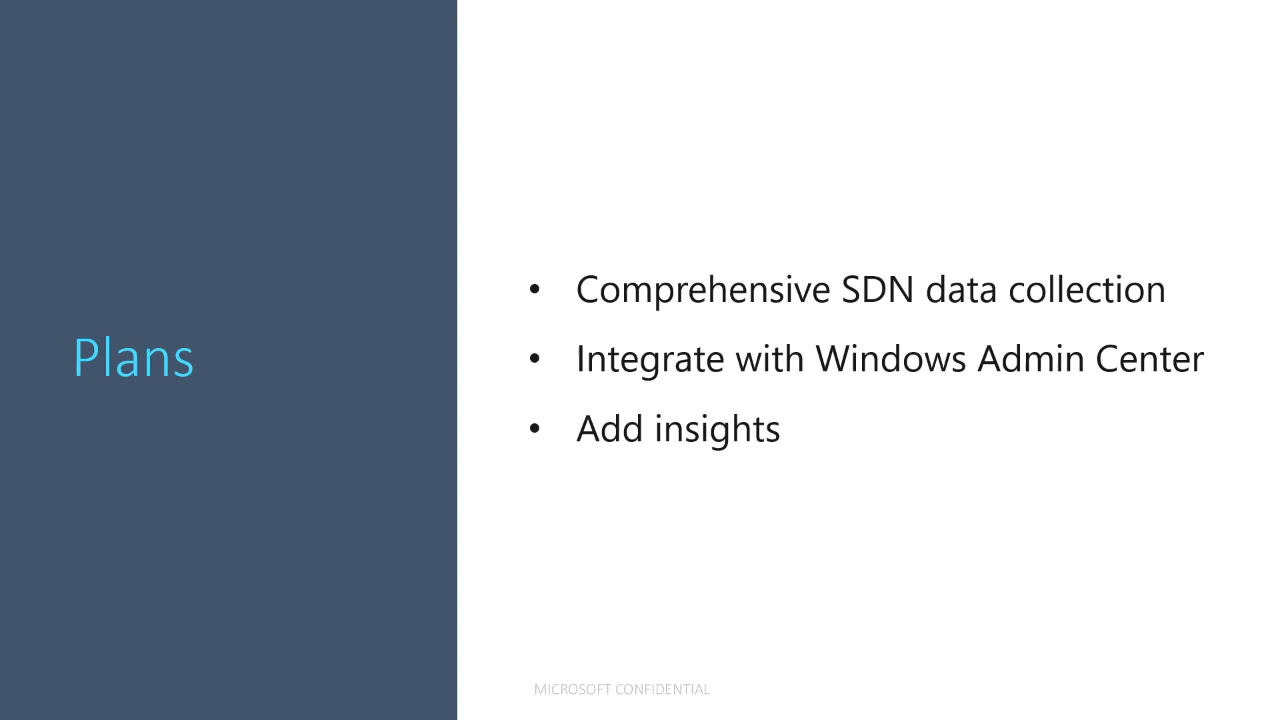 Plans
• Comprehensive SDN data collection
• Integrate with Windows Admin Center
• Add insights
MICROSOFT CONFIDENTIAL